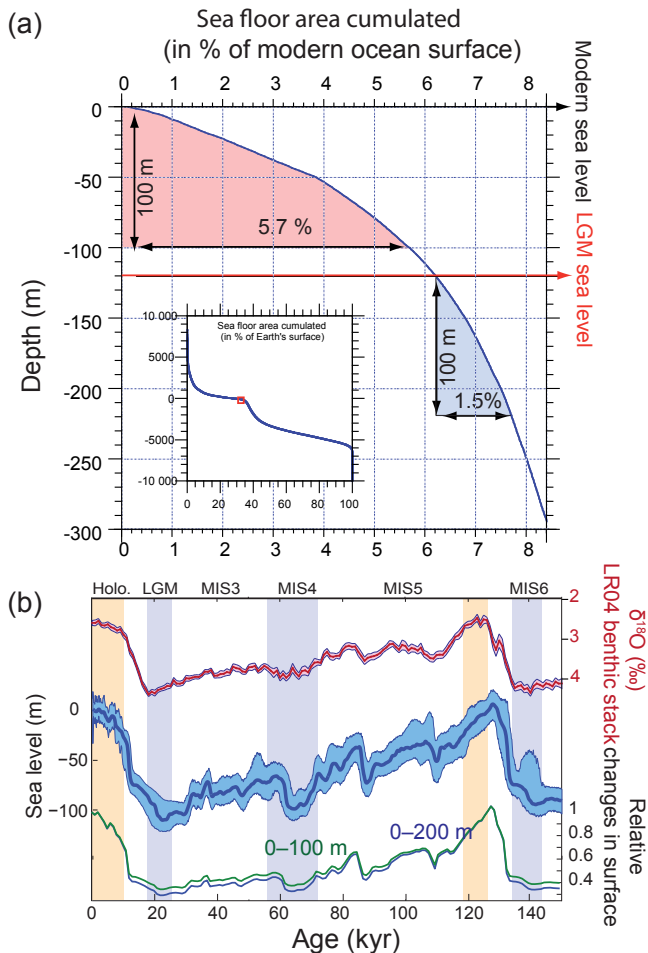 (a)
Sea floor area cumulated
(in % of modern ocean surface)
0 1 2 3 4 5 6 7 8
Modern sea level
LGM sea level
Depth (m)
0
-50
-100
-150
-200
-250
-300
100 m
5.7 %
100 m
1.5%
Sea floor area cumulated
(in % of Earth's surface)
10 000
5000
0
-5000
-10 000
0 20 40 60 80 100
0 1 2 3 4 5 6 7 8
(b)
Holo. LGM MIS3 MIS4 MIS5 MIS6
2
3
4
δ18O (‰)
LR04 benthic stack
Sea level (m)
0
−50
−100
0–100 m
0–200 m
1
0.8
0.6
0.4
Relative
changes in surface
0 20 40 60 80 100 120 140
Age (kyr)